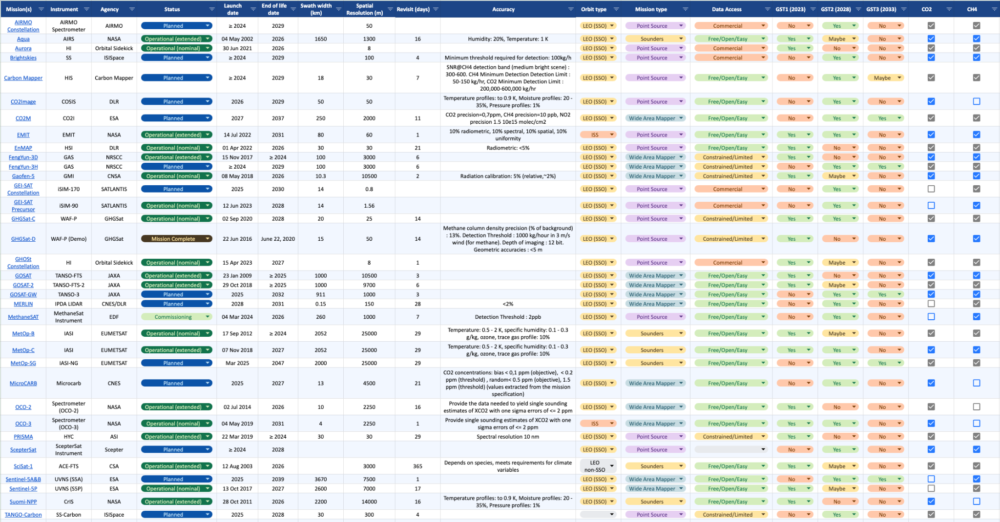 Mission(s) Instrument Agency Status Launch date End of life date Swath width (km) Spatial Resolution (m) Revisit (days) Accuracy Orbit type Mission type Data Access GST1 (2023) GST2 (2028) GST3 (2033) CO2 CH4
AIRMO Constellation AIRMO Spectrometer AIRMO Planned ≥ 2024 2029 50 LEO (SSO) Point Source Commercial No Yes No
Aqua AIRS NASA Operational (extended) 04 May 2002 2026 1650 1300 16 Humidity: 20%, Temperature: 1 K LEO (SSO) Sounders Free/Open/Easy Yes Maybe No
Aurora HI Orbital Sidekick Operational (nominal) 30 Jun 2021 2026 8 LEO (SSO) Point Source Commercial Yes No No
Brightskies SS ISISpace Planned ≥ 2024 2029 100 4 Minimum threshold required for detection: 100kg/h LEO (SSO) Point Source Commercial No Yes No
Carbon Mapper HIS Carbon Mapper Planned ≥ 2024 2029 18 30 7 SNR@CH4 detection band (medium bright scene) : 300-600. CH4 Minimum Detection Detection Limit : 50-150 kg/hr, CO2 Minimum Detection Limit : 200,000-600,000 kg/hr LEO (SSO) Point Source Free/Open/Easy No Yes Maybe
CO2Image COSIS DLR Planned 2026 2029 50 50 Temperature profiles: to 0.9 K, Moisture profiles: 20 - 35%, Pressure profiles: 1% LEO (SSO) Point Source Free/Open/Easy No Yes No
CO2M CO2I ESA Planned 2027 2037 250 2000 11 CO2 precision=0,7ppm, CH4 precision=10 ppb, NO2 precision 1.5 10e15 molec/cm2 LEO (SSO) Wide Area Mapper Free/Open/Easy No Yes Yes
EMIT EMIT NASA Operational (extended) 14 Jul 2022 2031 80 60 1 10% radiometric, 10% spectral, 10% spatial, 10% uniformity ISS Point Source Free/Open/Easy Yes Yes No
EnMAP HSI DLR Operational (nominal) 01 Apr 2022 2026 30 30 21 Radiometric: <5% LEO (SSO) Point Source Free/Open/Easy Yes No No
FengYun-3D GAS NRSCC Operational (extended) 15 Nov 2017 ≥ 2024 100 3000 6 LEO (SSO) Wide Area Mapper Constrained/Limited Yes No No
FengYun-3H GAS NRSCC Planned ≥ 2024 2029 100 3000 6 LEO (SSO) Wide Area Mapper Constrained/Limited No Yes Yes
Gaofen-5 GMI CNSA Operational (nominal) 08 May 2018 2026 10.3 10500 2 Radiation calibration: 5% (relative,~2%) LEO (SSO) Wide Area Mapper Constrained/Limited Yes Maybe No
GEI-SAT Constellation iSIM-170 SATLANTIS Planned 2025 2030 14 0.8 LEO (SSO) Point Source Commercial No Yes No
GEI-SAT Precursor iSIM-90 SATLANTIS Operational (nominal) 12 Jun 2023 2028 14 1.56 LEO (SSO) Point Source Commercial No Yes No
GHGSat-C WAF-P GHGSat Operational (nominal) 02 Sep 2020 2028 20 25 14 LEO (SSO) Point Source Constrained/Limited Yes Yes No
GHGSat-D WAF-P (Demo) GHGSat Mission Complete 22 Jun 2016 June 22, 2020 15 50 14 Methane column density precision (% of background) : 13%. Detection Threshold : 1000 kg/hour in 3 m/s wind (for methane). Depth of imaging : 12 bit. Geometric accuracies : <5 m LEO (SSO) Point Source Constrained/Limited Yes No No
GHOSt Constellation HI Orbital Sidekick Operational (nominal) 15 Apr 2023 2027 8 1 LEO (SSO) Point Source Commercial Yes Maybe No
GOSAT TANSO-FTS JAXA Operational (extended) 23 Jan 2009 ≥ 2025 1000 10500 3 LEO (SSO) Wide Area Mapper Free/Open/Easy Yes No No
GOSAT-2 TANSO-FTS-2 JAXA Operational (extended) 29 Oct 2018 ≥ 2025 1000 9700 6 LEO (SSO) Wide Area Mapper Free/Open/Easy Yes Maybe No
GOSAT-GW TANSO-3 JAXA Planned 2025 2032 911 1000 3 LEO (SSO) Wide Area Mapper Free/Open/Easy No Yes Yes
MERLIN IPDA LIDAR CNES/DLR Planned 2028 2031 0.15 150 28 <2% LEO (SSO) Wide Area Mapper Free/Open/Easy No Yes No
MethaneSAT MethaneSat Instrument EDF Commissioning 04 Mar 2024 2026 260 1000 7 Detection Threshold : 2ppb LEO (SSO) Point Source Free/Open/Easy No Yes No
MetOp-B IASI EUMETSAT Operational (nominal) 17 Sep 2012 ≥ 2024 2052 25000 29 Temperature: 0.5 - 2 K, specific humidity: 0.1 - 0.3 g/kg, ozone, trace gas profile: 10% LEO (SSO) Sounders Free/Open/Easy Yes Maybe No
MetOp-C IASI EUMETSAT Operational (extended) 07 Nov 2018 2027 2052 25000 29 Temperature: 0.5 - 2 K, specific humidity: 0.1 - 0.3 g/kg, ozone, trace gas profile: 10% LEO (SSO) Sounders Free/Open/Easy Yes Yes No
MetOp-SG IASI-NG EUMETSAT Planned Mar 2025 2047 2000 25000 29 LEO (SSO) Sounders Free/Open/Easy No Yes Yes
MicroCARB Microcarb CNES Planned 2025 2027 13 4500 21 CO2 concentrations: bias < 0,1 ppm (objective), < 0.2 ppm (threshold) , random< 0.5 ppm (objective), 1.5 ppm (threshold) (values extracted from the mission specification) LEO (SSO) Wide Area Mapper Free/Open/Easy No Yes No
OCO-2 Spectrometer (OCO-2) NASA Operational (extended) 02 Jul 2014 2026 10 2250 16 Provide the data needed to yield single sounding estimates of XCO2 with one sigma errors of <= 2 ppm LEO (SSO) Wide Area Mapper Free/Open/Easy Yes No No
OCO-3 Spectrometer (OCO-3) NASA Operational (nominal) 04 May 2019 2031 4 2250 1 Provide single sounding estimates of XCO2 with one sigma errors of <= 2 ppm ISS Wide Area Mapper Free/Open/Easy Yes Yes No
PRISMA HYC ASI Operational (extended) 22 Mar 2019 ≥ 2024 30 30 29 Spectral resolution 10 nm LEO (SSO) Point Source Constrained/Limited Yes No No
ScepterSat ScepterSat Instrument Scepter Planned ≥ 2024 2028 LEO (SSO) Point Source No Yes No
SciSat-1 ACE-FTS CSA Operational (extended) 12 Aug 2003 2026 3000 365 Depends on species, meets requirements for climate variables LEO non-SSO Sounders Free/Open/Easy Yes Maybe No
Sentinel-5A&B UVNS (S5A) ESA Planned 2025 2039 3670 7500 1 LEO (SSO) Wide Area Mapper Free/Open/Easy No Yes Yes
Sentinel-5P UVNS (S5P) ESA Operational (nominal) 13 Oct 2017 2027 2600 7000 17 LEO (SSO) Wide Area Mapper Free/Open/Easy Yes Maybe No
Suomi-NPP CrIS NASA Operational (extended) 28 Oct 2011 2026 2200 14000 16 Temperature profiles: to 0.9 K, Moisture profiles: 20 - 35%, Pressure profiles: 1% LEO (SSO) Sounders Free/Open/Easy Yes No No
TANGO-Carbon SS-Carbon ISISpace Planned 2025 2028 30 300 4 Point Source Constrained/Limited No Yes No